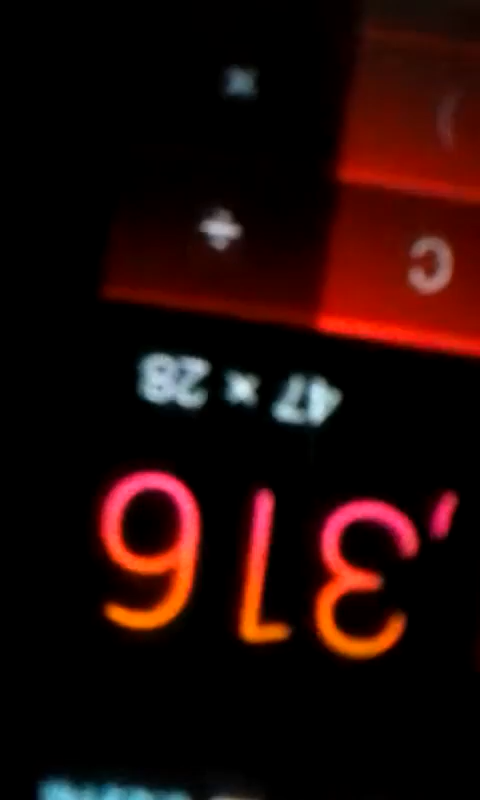 ,316
47 × 28
C ÷
) ×